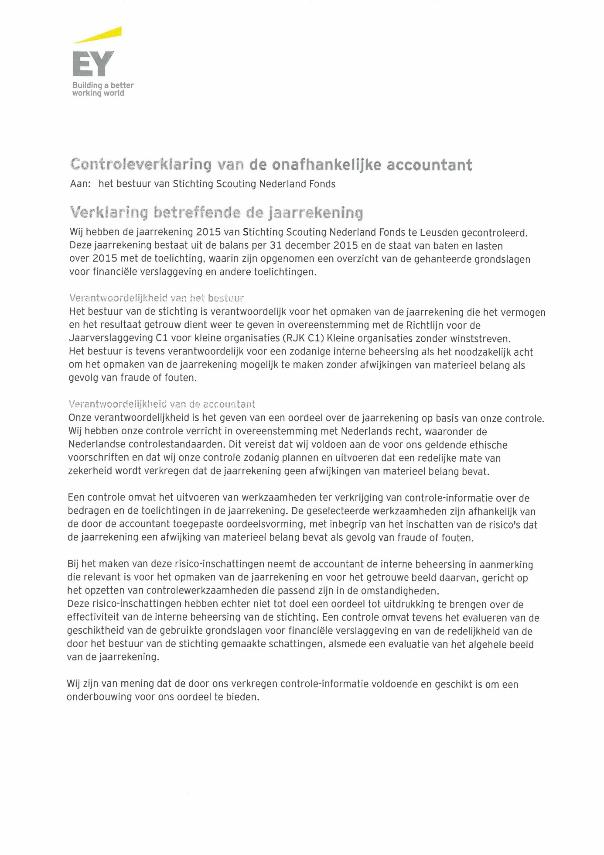 EY
Building a better
working world
Controleverklaring van de onafhankelijke accountant
Aan: het bestuur van Stichting Scouting Nederland Fonds
Verklaring betreffende de jaarrekening
Wij hebben de jaarrekening 2015 van Stichting Scouting Nederland Fonds te Leusden gecontroleerd.
Deze jaarrekening bestaat uit de balans per 31 december 2015 en de staat van baten en lasten
over 2015 met de toelichting, waarin zijn opgenomen een overzicht van de gehanteerde grondslagen
voor financiële verslaggeving en andere toelichtingen.
Verantwoordelijkheid van het bestuur
Het bestuur van de stichting is verantwoordelijk voor het opmaken van de jaarrekening die het vermogen
en het resultaat getrouw dient weer te geven in overeenstemming met de Richtlijn voor de
Jaarverslaggeving C1 voor kleine organisaties (RJK C1) Kleine organisaties zonder winststreven.
Het bestuur is tevens verantwoordelijk voor een zodanige interne beheersing als het noodzakelijk acht
om het opmaken van de jaarrekening mogelijk te maken zonder afwijkingen van materieel belang als
gevolg van fraude of fouten.
Verantwoordelijkheid van de accountant
Onze verantwoordelijkheid is het geven van een oordeel over de jaarrekening op basis van onze controle.
Wij hebben onze controle verricht in overeenstemming met Nederlands recht, waaronder de
Nederlandse controlestandaarden. Dit vereist dat wij voldoen aan de voor ons geldende ethische
voorschriften en dat wij onze controle zodanig plannen en uitvoeren dat een redelijke mate van
zekerheid wordt verkregen dat de jaarrekening geen afwijkingen van materieel belang bevat.
Een controle omvat het uitvoeren van werkzaamheden ter verkrijging van controle-informatie over de
bedragen en de toelichtingen in de jaarrekening. De geselecteerde werkzaamheden zijn afhankelijk van
de door de accountant toegepaste oordeelsvorming, met inbegrip van het inschatten van de risico's dat
de jaarrekening een afwijking van materieel belang bevat als gevolg van fraude of fouten.
Bij het maken van deze risico-inschattingen neemt de accountant de interne beheersing in aanmerking
die relevant is voor het opmaken van de jaarrekening en voor het getrouwe beeld daarvan, gericht op
het opzetten van controlewerkzaamheden die passend zijn in de omstandigheden.
Deze risico-inschattingen hebben echter niet tot doel een oordeel tot uitdrukking te brengen over de
effectiviteit van de interne beheersing van de stichting. Een controle omvat tevens het evalueren van de
geschiktheid van de gebruikte grondslagen voor financiële verslaggeving en van de redelijkheid van de
door het bestuur van de stichting gemaakte schattingen, alsmede een evaluatie van het algehele beeld
van de jaarrekening.
Wij zijn van mening dat de door ons verkregen controle-informatie voldoende en geschikt is om een
onderbouwing voor ons oordeel te bieden.